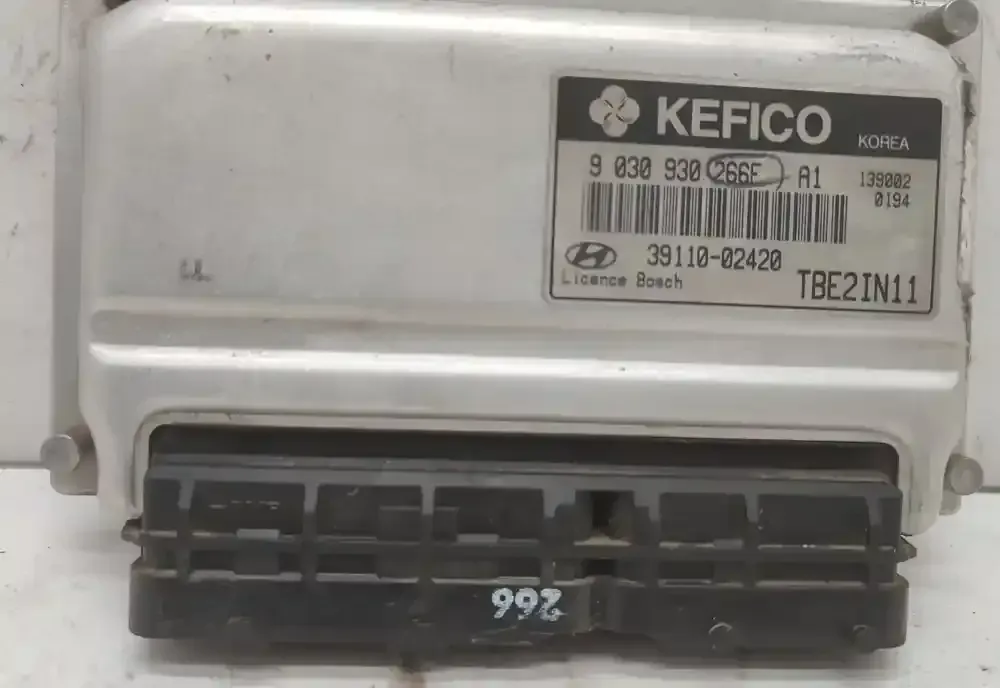 KEFICO
KOREA
9 030 930 266F A1
139002
0194
39110-02420
Licence Bosch
TBE2IN11
266